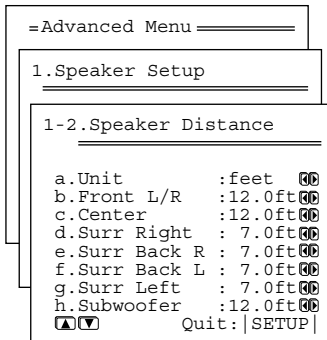 Advanced Menu
1.Speaker Setup
1-2.Speaker Distance
a.Unit :feet
b.Front L/R :12.0ft
c.Center :12.0ft
d.Surr Right : 7.0ft
e.Surr Back R : 7.0ft
f.Surr Back L : 7.0ft
g.Surr Left : 7.0ft
h.Subwoofer :12.0ft
Quit:|SETUP|